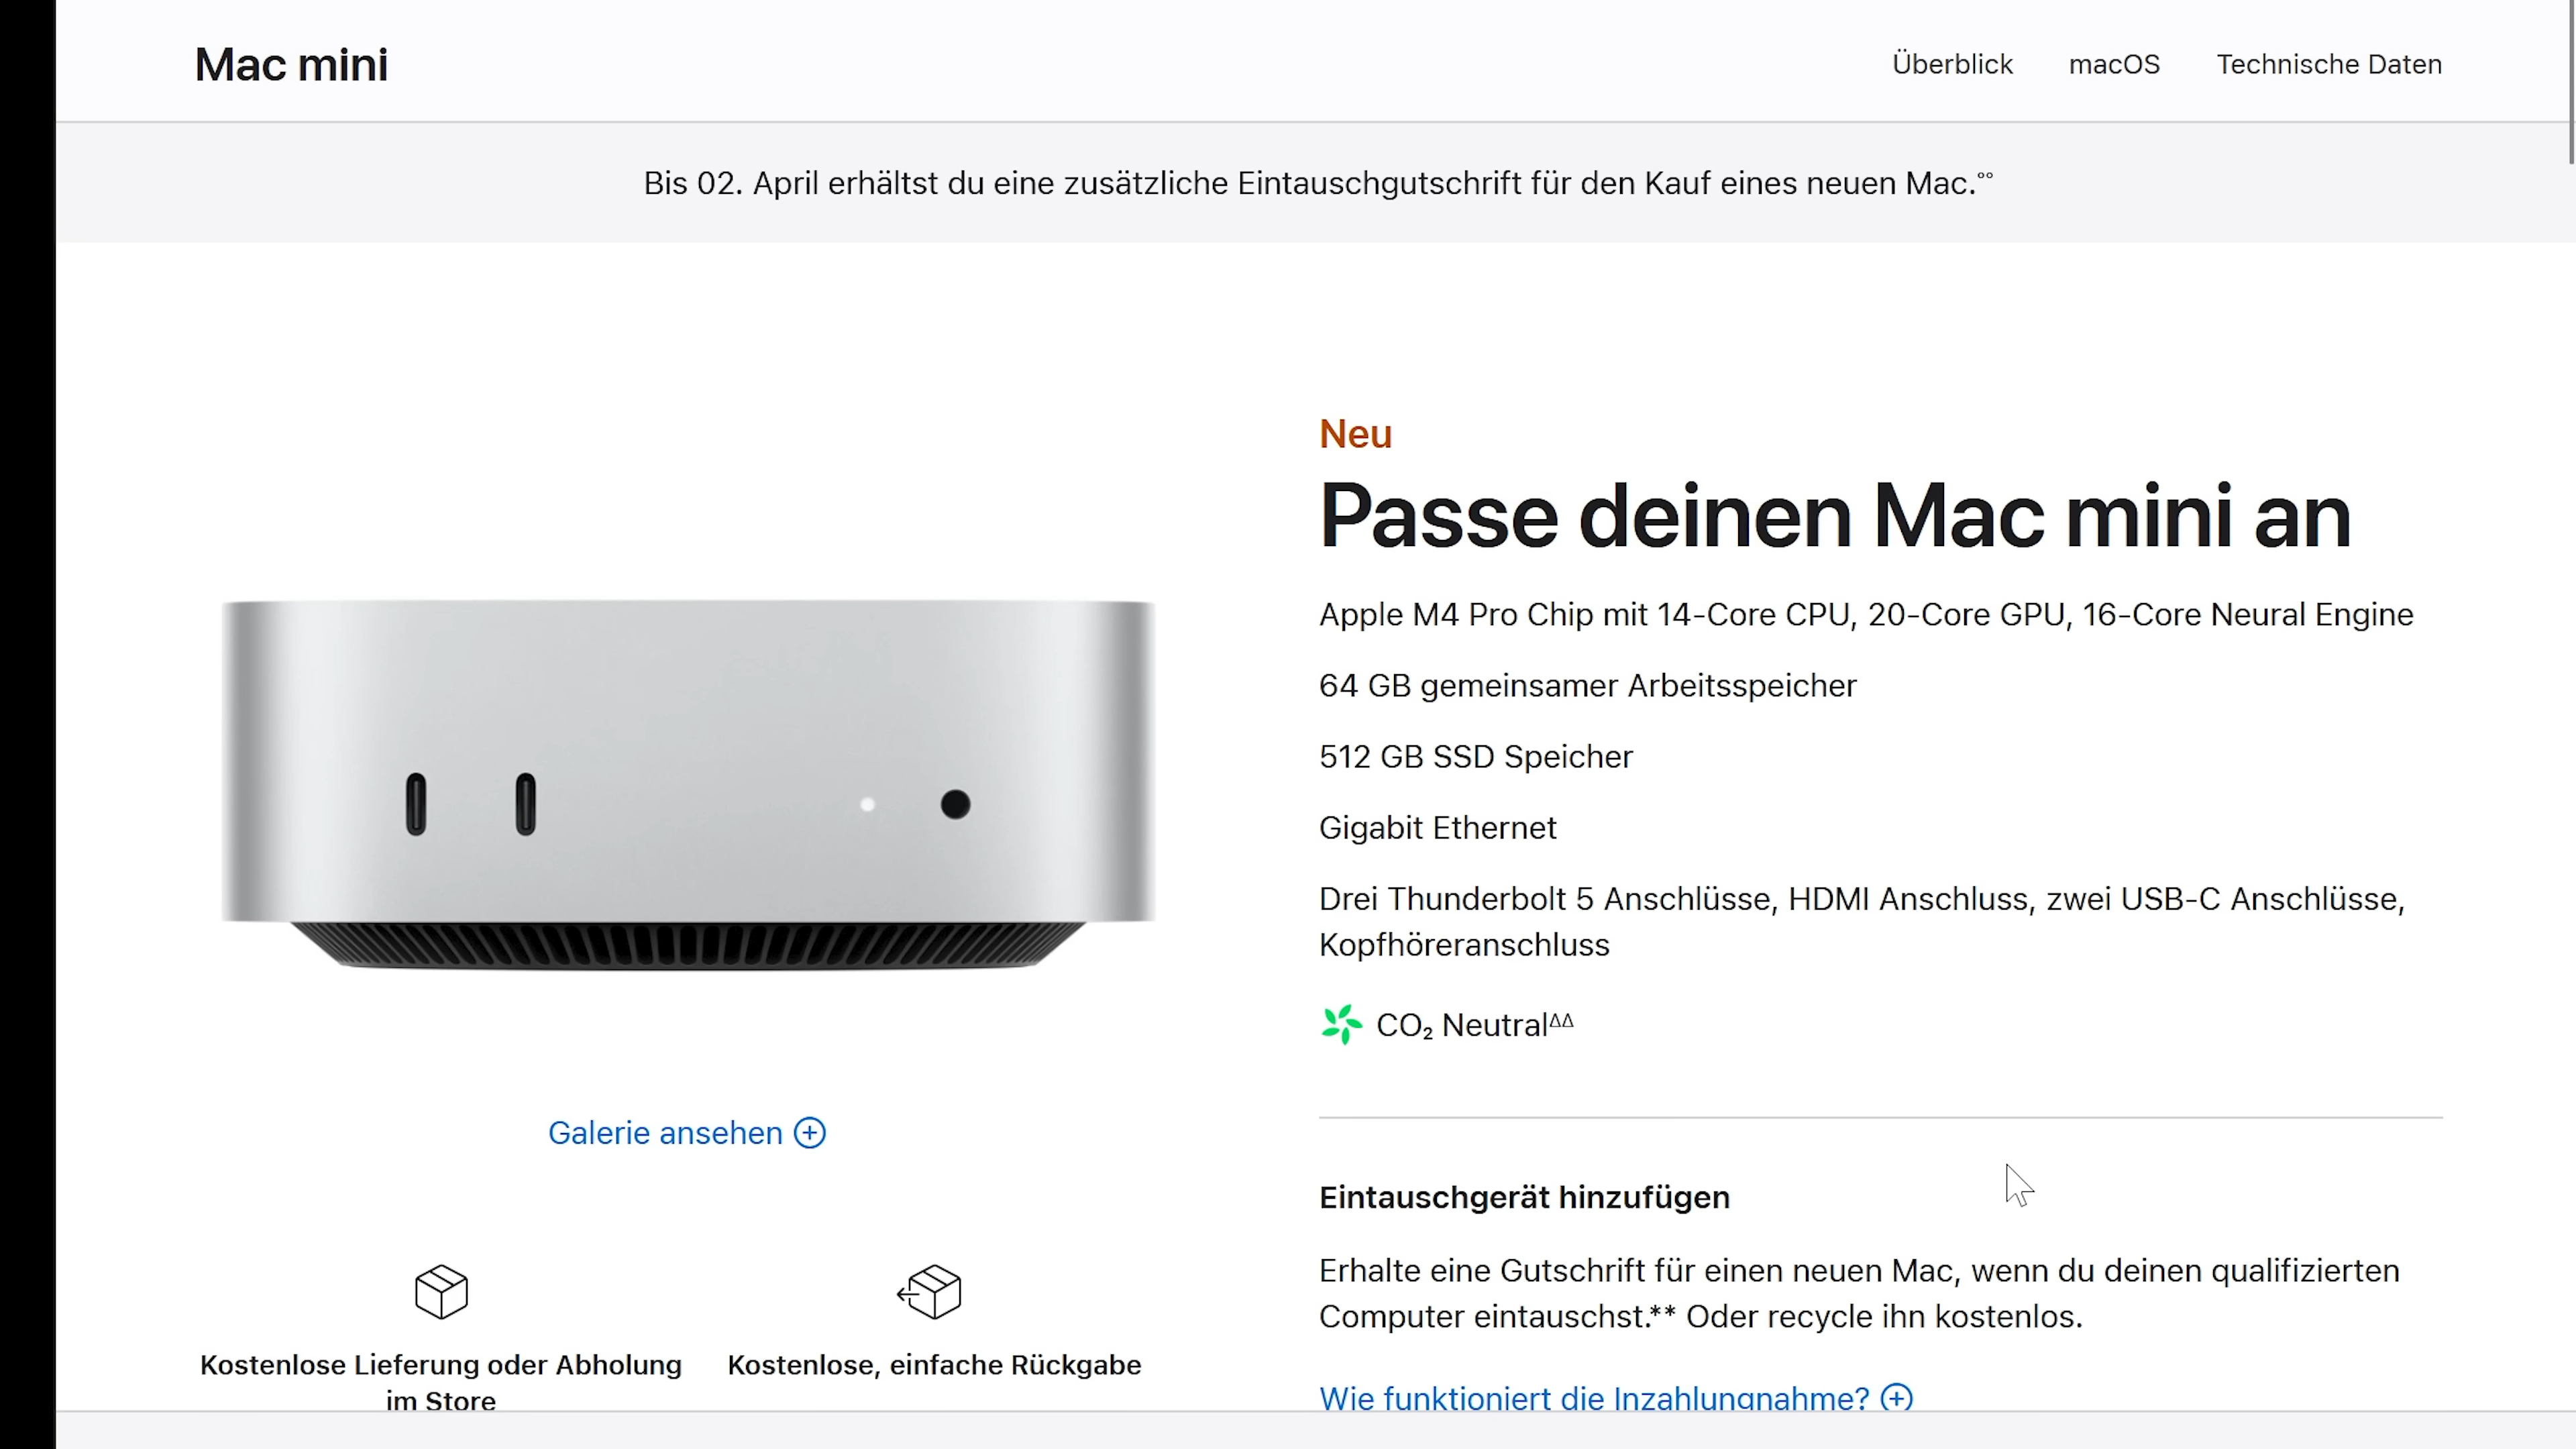 Mac mini
Überblick
macOS
Technische Daten
Bis 02. April erhältst du eine zusätzliche Eintauschgutschrift für den Kauf eines neuen Mac.°°
Neu
Passe deinen Mac mini an
Apple M4 Pro Chip mit 14-Core CPU, 20-Core GPU, 16-Core Neural Engine
64 GB gemeinsamer Arbeitsspeicher
512 GB SSD Speicher
Gigabit Ethernet
Drei Thunderbolt 5 Anschlüsse, HDMI Anschluss, zwei USB-C Anschlüsse,
Kopfhöreranschluss
CO₂ Neutral∆∆
Galerie ansehen
Eintauschgerät hinzufügen
Erhalte eine Gutschrift für einen neuen Mac, wenn du deinen qualifizierten
Computer eintauschst.** Oder recycle ihn kostenlos.
Wie funktioniert die Inzahlungnahme?
Kostenlose Lieferung oder Abholung
im Store
Kostenlose, einfache Rückgabe